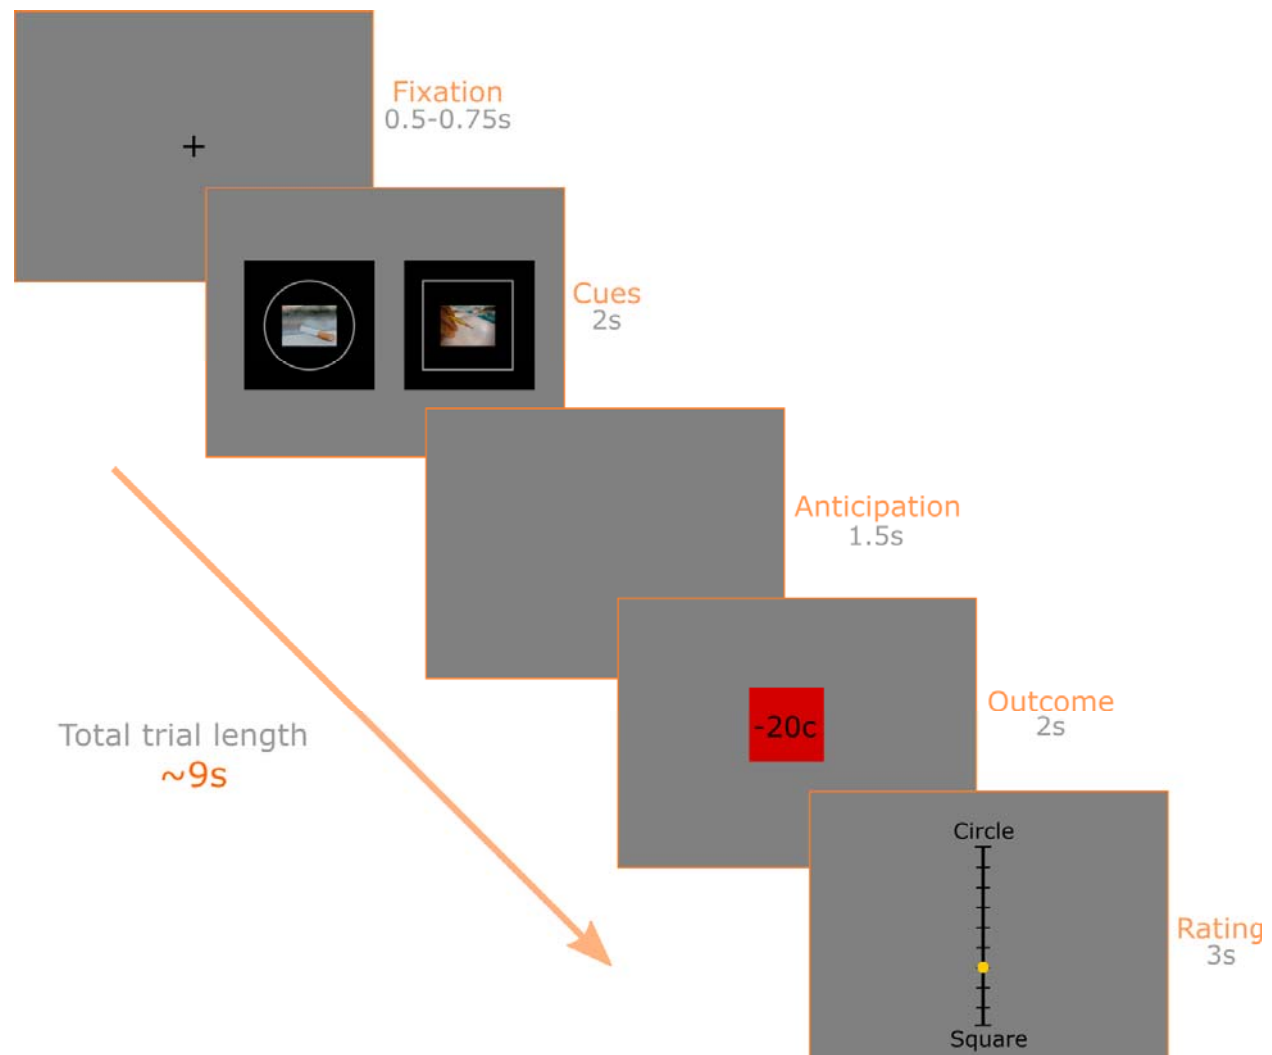 Fixation
0.5-0.75s
Cues
2s
Anticipation
1.5s
-20c
Outcome
2s
Total trial length
~9s
Circle
Rating
3s
Square